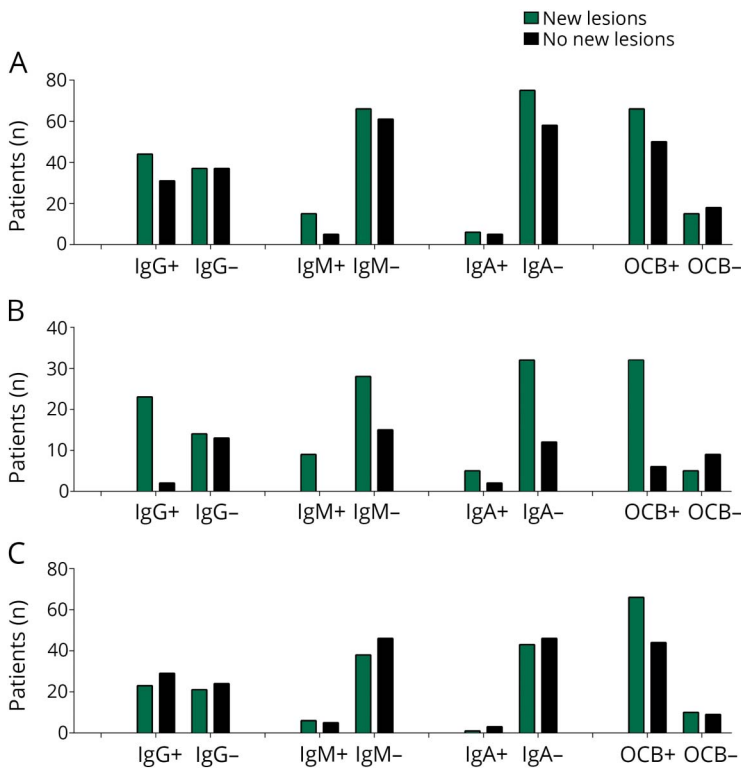 New lesions
No new lesions
A
Patients (n)
80
60
40
20
0
IgG+ IgG– IgM+ IgM– IgA+ IgA– OCB+ OCB–
B
Patients (n)
40
30
20
10
0
IgG+ IgG– IgM+ IgM– IgA+ IgA– OCB+ OCB–
C
Patients (n)
80
60
40
20
0
IgG+ IgG– IgM+ IgM– IgA+ IgA– OCB+ OCB–